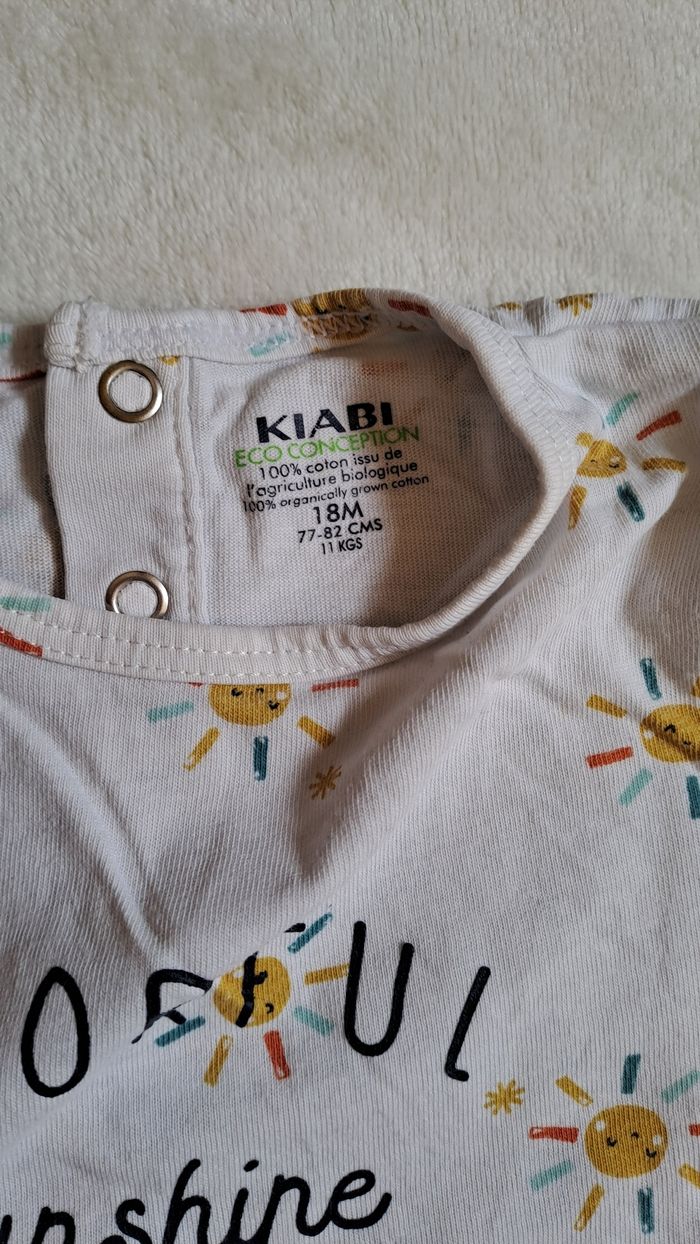 KIABI
ECO CONCEPTION
100% coton issu de
l'agriculture biologique
100% organically grown cotton
18M
77-82 CMS
11 KGS